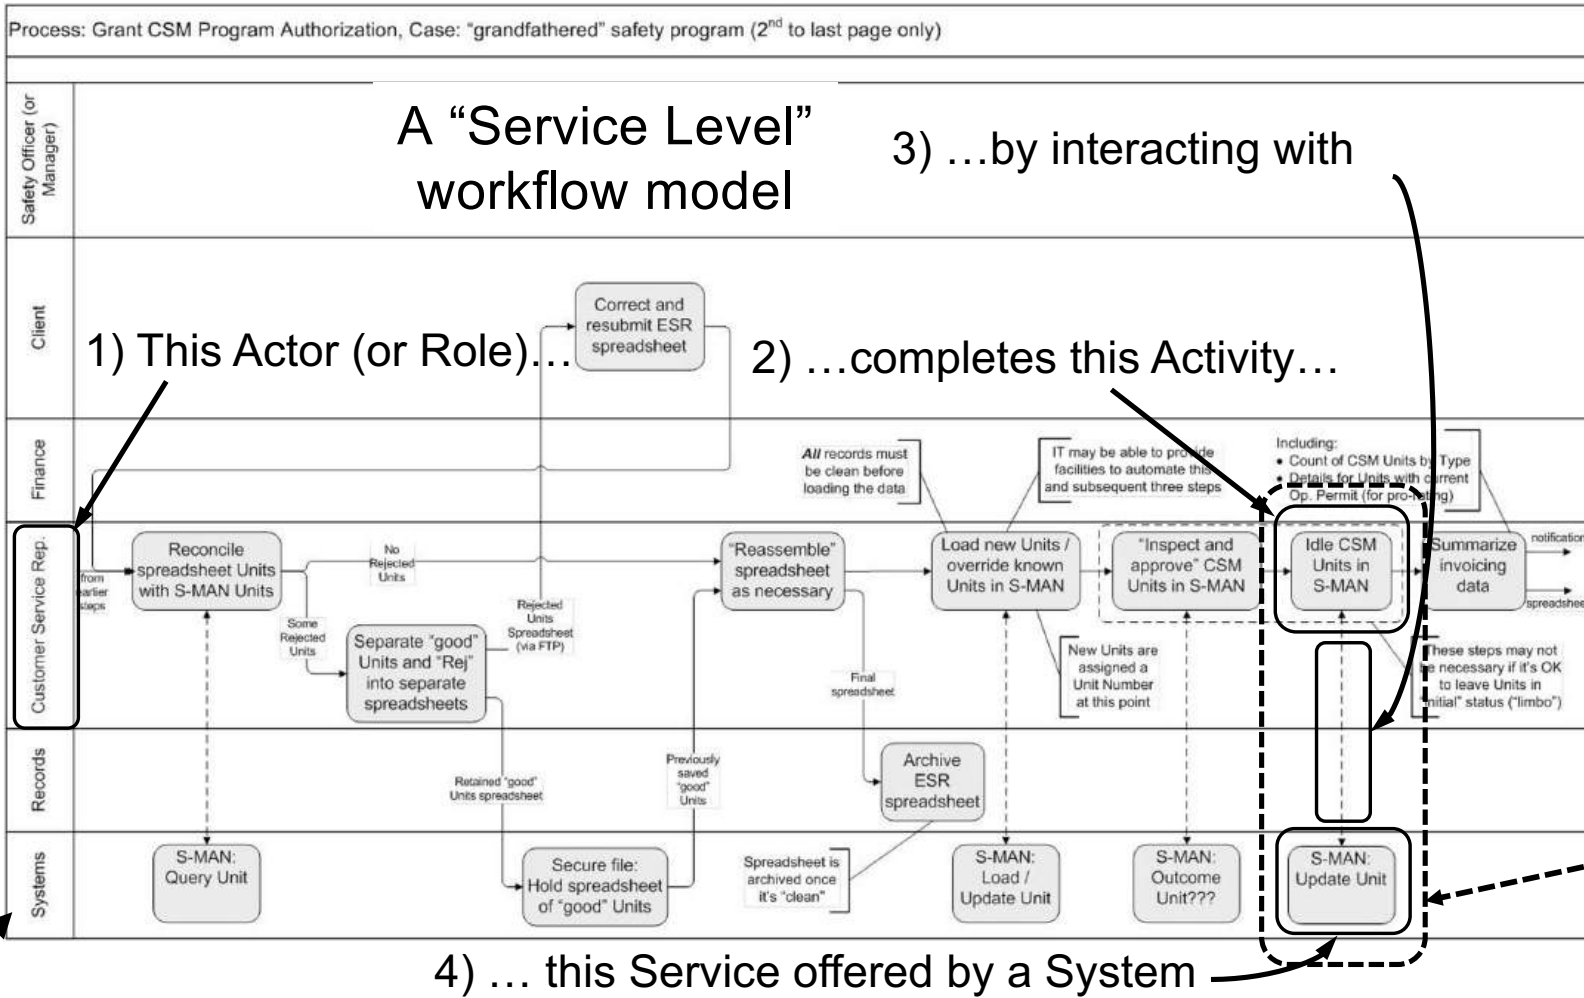 Process: Grant CSM Program Authorization, Case: "grandfathered" safety program (2nd to last page only)
A “Service Level”
workflow model
3) …by interacting with
Safety Officer (or
Manager)
Client
Correct and
resubmit ESR
spreadsheet
1) This Actor (or Role)…
2) …completes this Activity…
Finance
All records must
be clean before
loading the data
IT may be able to provide
facilities to automate this
and subsequent three steps
Including:
• Count of CSM Units by Type
• Details for Units with current
Op. Permit (for pro-rating)
Customer Service Rep.
from
earlier
steps
Reconcile
spreadsheet Units
with S-MAN Units
No
Rejected
Units
Some
Rejected
Units
Separate "good"
Units and "Rej"
into separate
spreadsheets
Rejected
Units
Spreadsheet
(via FTP)
"Reassemble"
spreadsheet
as necessary
Final
spreadsheet
Load new Units /
override known
Units in S-MAN
New Units are
assigned a
Unit Number
at this point
"Inspect and
approve" CSM
Units in S-MAN
Idle CSM
Units in
S-MAN
Summarize
invoicing
data
notification
spreadsheet
These steps may not
be necessary if it's OK
to leave Units in
"initial" status ("limbo")
Records
Retained "good"
Units spreadsheet
Previously
saved
"good"
Units
Archive
ESR
spreadsheet
Systems
S-MAN:
Query Unit
Secure file:
Hold spreadsheet
of "good" Units
Spreadsheet is
archived once
it's "clean"
S-MAN:
Load /
Update Unit
S-MAN:
Outcome
Unit???
S-MAN:
Update Unit
4) … this Service offered by a System